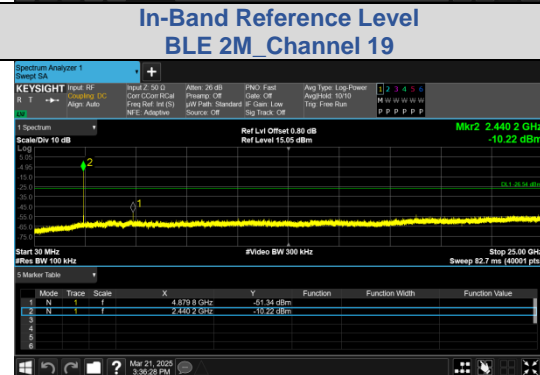 In-Band Reference Level
BLE 2M_Channel 19
Spectrum Analyzer 1
Swept SA
KEYSIGHT Input: RF Input Z: 50 Ω Atten: 26 dB PNO: Fast Avg Type: Log-Power 1 2 3 4 5 6
R T Coupling: DC Corr CCorr RCal Preamp: Off Gate: Off Avg|Hold: 10/10 M W W W W W
Align: Auto Freq Ref: Int (S) µW Path: Standard IF Gain: Low Trig: Free Run
NFE: Adaptive Source: Off Sig Track: Off P P P P P P
1 Spectrum Ref Lvl Offset 0.80 dB Mkr2 2.440 2 GHz
Scale/Div 10 dB Ref Level 15.05 dBm -10.22 dBm
Log
5.05
-4.95
-15.0
-25.0
-35.0
-45.0
-55.0
-65.0
-75.0
2
1
Start 30 MHz #Video BW 300 kHz Stop 25.00 GHz
#Res BW 100 kHz Sweep 82.7 ms (40001 pts)
5 Marker Table
Mode Trace Scale X Y Function Function Width Function Value
1 N 1 f 4.879 8 GHz -51.34 dBm
2 N 1 f 2.440 2 GHz -10.22 dBm
3
4
5
6
? Mar 21, 2025
3:36:28 PM